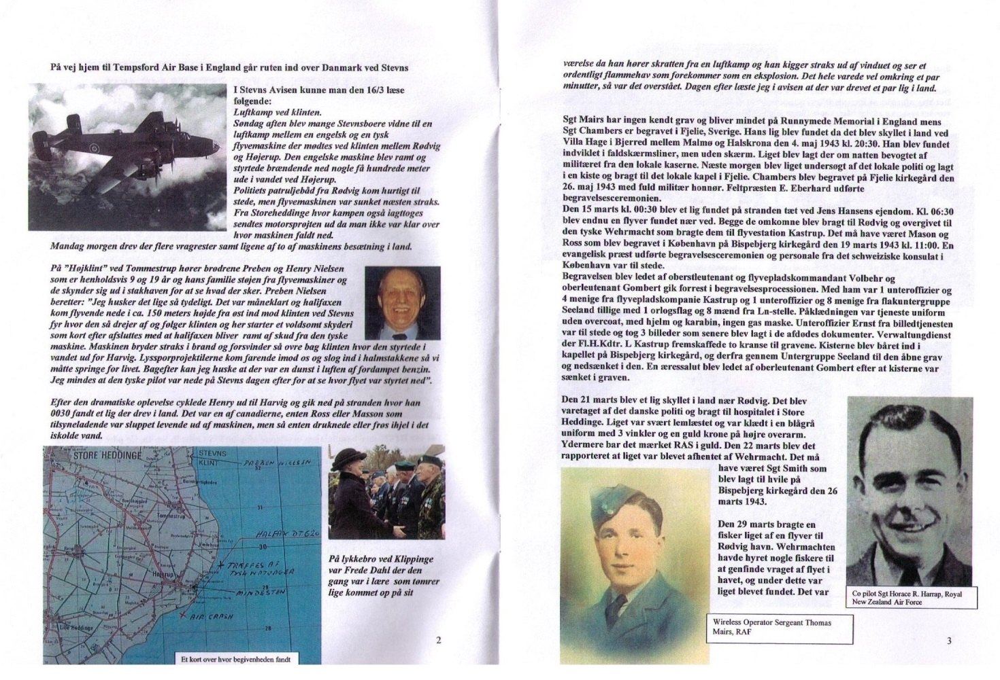 På vej hjem til Tempsford Air Base i England går ruten ind over Danmark ved Stevns
I Stevns Avisen kunne man den 16/3 læse
følgende:
Luftkamp ved klinten.
Søndag aften blev mange Stevnsboere vidne til en
luftkamp mellem en engelsk og en tysk
flyvemaskine der mødtes ved klinten mellem Rødvig
og Højerup. Den engelske maskine blev ramt og
styrtede brændende ned nogle få hundrede meter
ude i vandet ved Højerup.
Politiets patruljebåd fra Rødvig kom hurtigt til
stede, men flyvemaskinen var sunket næsten straks.
Fra Storeheddinge hvor kampen også iagttoges
sendtes motorsprøjten ud da man ikke var klar over
hvor maskinen faldt ned.
Mandag morgen drev der flere vragrester samt ligene af to af maskinens besætning i land.
På "Højklint" ved Tommestrup hører brødrene Preben og Henry Nielsen
som er henholdsvis 9 og 19 år og hans familie støjen fra flyvemaskiner og
de skynder sig ud i stakhaven for at se hvad der sker. Preben Nielsen
beretter: "Jeg husker det lige så tydeligt. Det var måneklart og halifaxen
kom flyvende nede i ca. 150 meters højde fra øst ind mod klinten ved Stevns
fyr hvor den så drejer af og følger klinten og her starter et voldsomt skyderi
som kort efter afsluttes med at halifaxen bliver ramt af skud fra den tyske
maskine. Maskinen bryder straks i brand og forsvinder så ovre bag klinten hvor den styrtede i
vandet ud for Harvig. Lyssporprojektilerne kom farende imod os og slog ind i halmstakkene så vi
måtte springe for livet. Bagefter kan jeg huske at der var en dunst i luften af fordampet benzin.
Jeg mindes at den tyske pilot var nede på Stevns dagen efter for at se hvor flyet var styrtet ned".
Efter den dramatiske oplevelse cyklede Henry ud til Harvig og gik ned på stranden hvor han
0030 fandt et lig der drev i land. Det var en af canadierne, enten Ross eller Masson som
tilsyneladende var sluppet levende ud af maskinen, men så enten druknede eller frøs ihjel i det
iskolde vand.
STORE HEDDINGE
STEVNS
KLINT
PREBEN NIELSEN
32
31
Tommestrup
HALIFAX DT620
30
TRÆFFES AF
TYSK NATJAGER
Højerup
29
MINDESTEN
AIR CRASH
28
Lille Heddinge
Et kort over hvor begivenheden fandt
På lykkebro ved Klippinge
var Frede Dahl der den
gang var i lære som tømrer
lige kommet op på sit
2
værelse da han hører skratten fra en luftkamp og han kigger straks ud af vinduet og ser et
ordentligt flammehav som forekommer som en eksplosion. Det hele varede vel omkring et par
minutter, så var det overstået. Dagen efter læste jeg i avisen at der var drevet et par lig i land.
Sgt Mairs har ingen kendt grav og bliver mindet på Runnymede Memorial i England mens
Sgt Chambers er begravet i Fjelie, Sverige. Hans lig blev fundet da det blev skyllet i land ved
Villa Hage i Bjerred mellem Malmø og Halskrona den 4. maj 1943 kl. 20:30. Han blev fundet
indviklet i faldskærmsliner, men uden skærm. Liget blev lagt der om natten bevogtet af
militæret fra den lokale kaserne. Næste morgen blev liget undersøgt af det lokale politi og lagt
i en kiste og bragt til det lokale kapel i Fjelie. Chambers blev begravet på Fjelie kirkegård den
26. maj 1943 med fuld militær honnør. Feltpræsten E. Eberhard udførte
begravelsesceremonien.
Den 15 marts kl. 00:30 blev et lig fundet på stranden tæt ved Jens Hansens ejendom. Kl. 06:30
blev endnu en flyver fundet nær ved. Begge de omkomne blev bragt til Rødvig og overgivet til
den tyske Wehrmacht som bragte dem til flyvestation Kastrup. Det må have været Mason og
Ross som blev begravet i København på Bispebjerg kirkegård den 19 marts 1943 kl. 11:00. En
evangelisk præst udførte begravelsesceremonien og personale fra det schweiziske konsulat i
København var til stede.
Begravelsen blev ledet af oberstleutenant og flyvepladskommandant Volbehr og
oberleutenant Gombert gik forrest i begravelsesprocessionen. Med ham var 1 unteroffizier og
4 menige fra flyvepladskompanie Kastrup og 1 unteroffizier og 8 menige fra flakuntergruppe
Seeland tillige med 1 orlogsflag og 8 mænd fra Ln-stelle. Påklædningen var tjeneste uniform
uden overcoat, med hjelm og karabin, ingen gas maske. Unteroffizier Ernst fra billedtjenesten
var til stede og tog 3 billeder som senere blev lagt i de afdødes dokumenter. Verwaltungdienst
der Fl.H.Kdtr. L Kastrup fremskaffede to kranse til gravene. Kisterne blev båret ind i
kapellet på Bispebjerg kirkegård, og derfra gennem Untergruppe Seeland til den åbne grav
og nedsænket i den. En æressalut blev ledet af oberleutenant Gombert efter at kisterne var
sænket i graven.
Den 21 marts blev et lig skyllet i land nær Rødvig. Det blev
varetaget af det danske politi og bragt til hospitalet i Store
Heddinge. Liget var svært lemlæstet og var klædt i en blågrå
uniform med 3 vinkler og en guld krone på højre overarm.
Ydermere bar det mærket RAS i guld. Den 22 marts blev det
rapporteret at liget var blevet afhentet af Wehrmacht. Det må
have været Sgt Smith som
blev lagt til hvile på
Bispebjerg kirkegård den 26
marts 1943.
Den 29 marts bragte en
fisker liget af en flyver til
Rødvig havn. Wehrmachten
havde hyret nogle fiskere til
at genfinde vraget af flyet i
havet, og under dette var
liget blevet fundet. Det var
Co pilot Sgt Horace R. Harrap, Royal
New Zealand Air Force
Wireless Operator Sergeant Thomas
Mairs, RAF
3